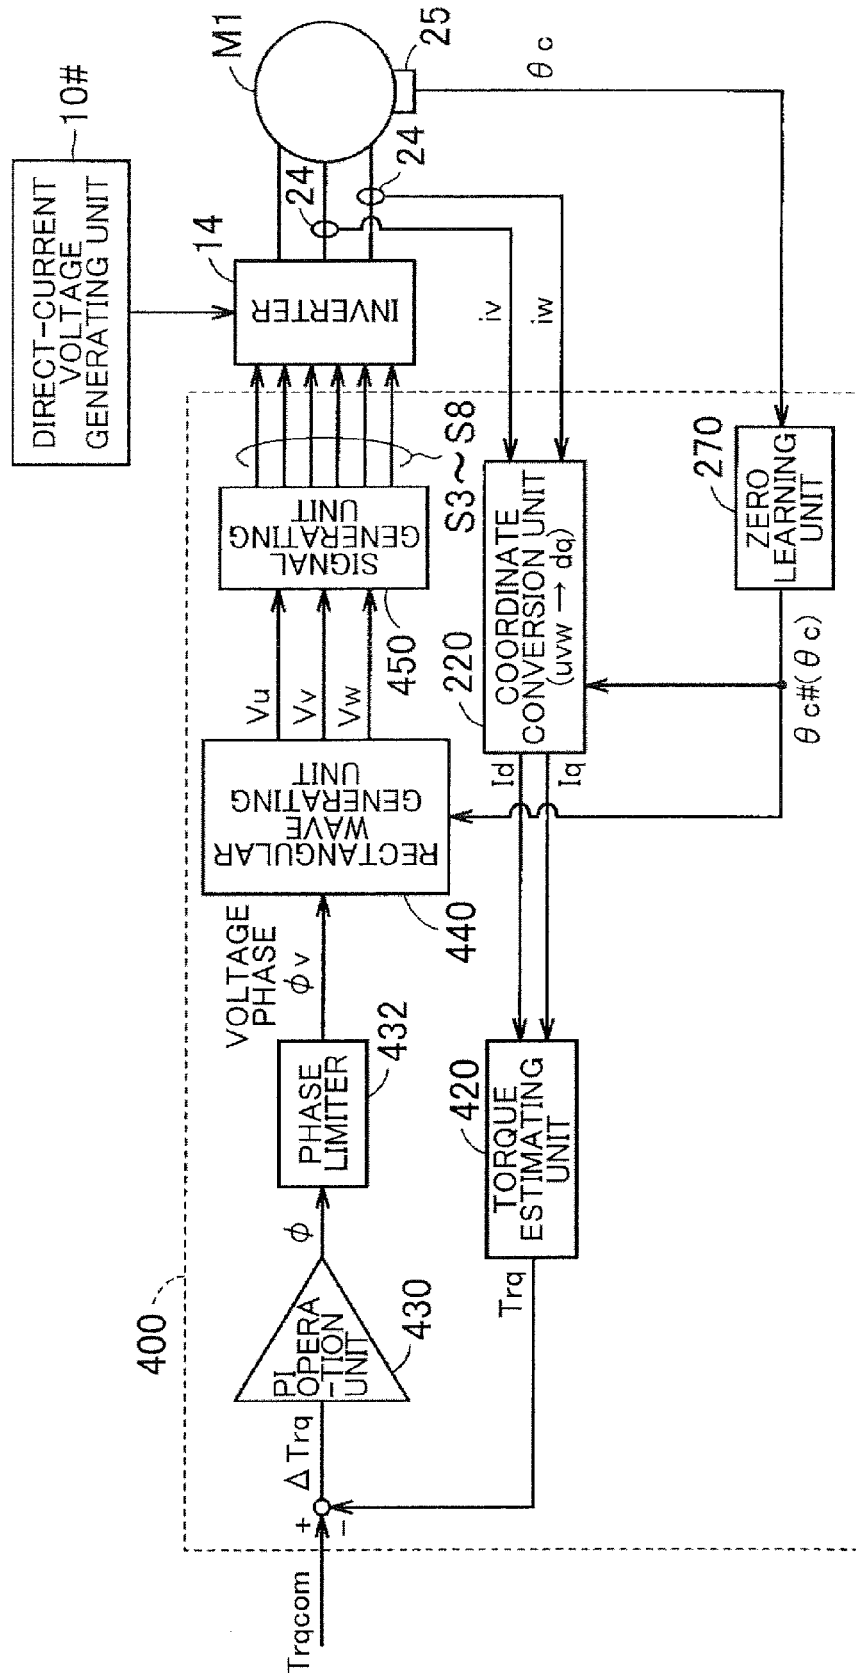 DIRECT-CURRENT
VOLTAGE
GENERATING UNIT
10#
M1
25
24
24
14
INVERTER
θc
iv
iw
S3~S8
SIGNAL
GENERATING
UNIT
450
Vu
Vv
Vw
RECTANGULAR
WAVE
GENERATING
UNIT
440
VOLTAGE
PHASE
ϕv
PHASE
LIMITER
432
ϕ
PI
OPERA
-TION
UNIT
430
ΔTrq
+
-
Trqcom
400
220
COORDINATE
CONVERSION UNIT
(uvw → dq)
Id
Iq
420
TORQUE
ESTIMATING
UNIT
Trq
270
ZERO
LEARNING
UNIT
θc#(θc)